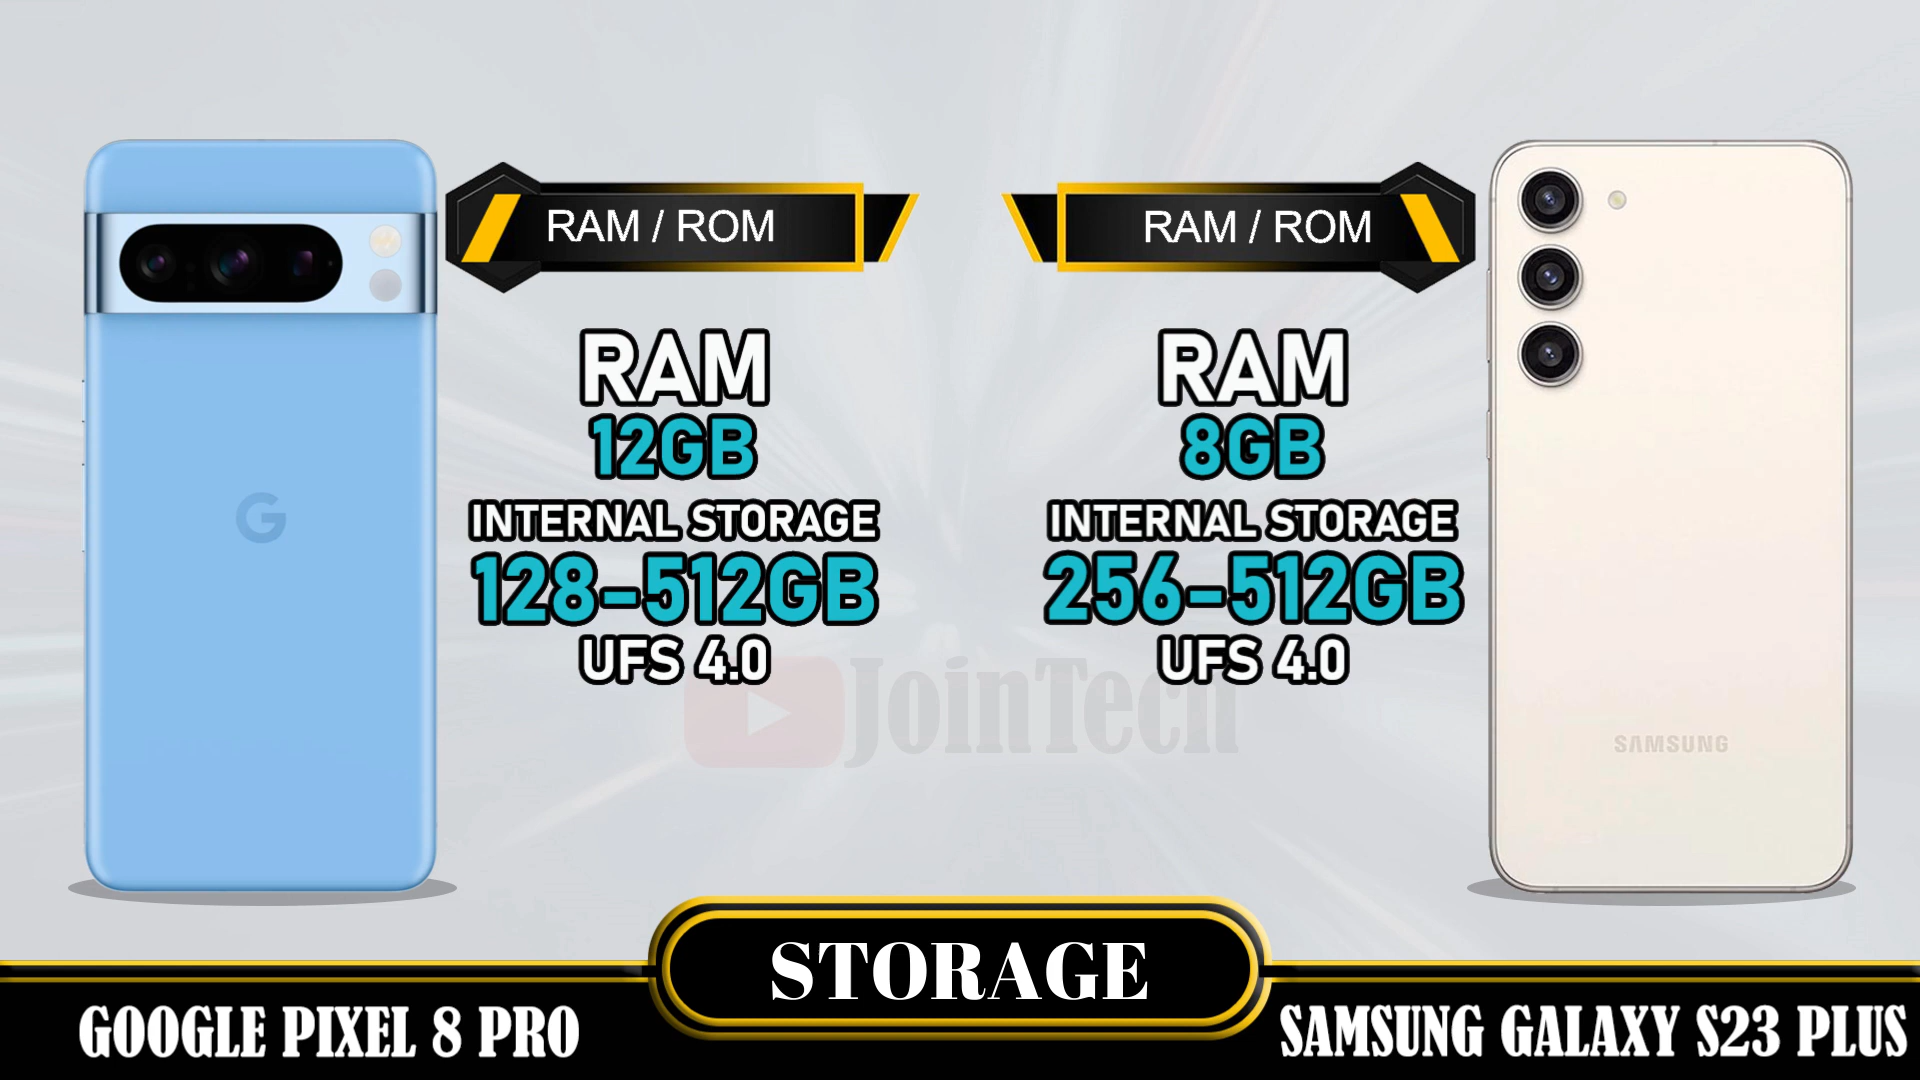 RAM / ROM
RAM
12GB
INTERNAL STORAGE
128-512GB
UFS 4.0
G
RAM / ROM
RAM
8GB
INTERNAL STORAGE
256-512GB
UFS 4.0
SAMSUNG
JoinTech
STORAGE
GOOGLE PIXEL 8 PRO
SAMSUNG GALAXY S23 PLUS